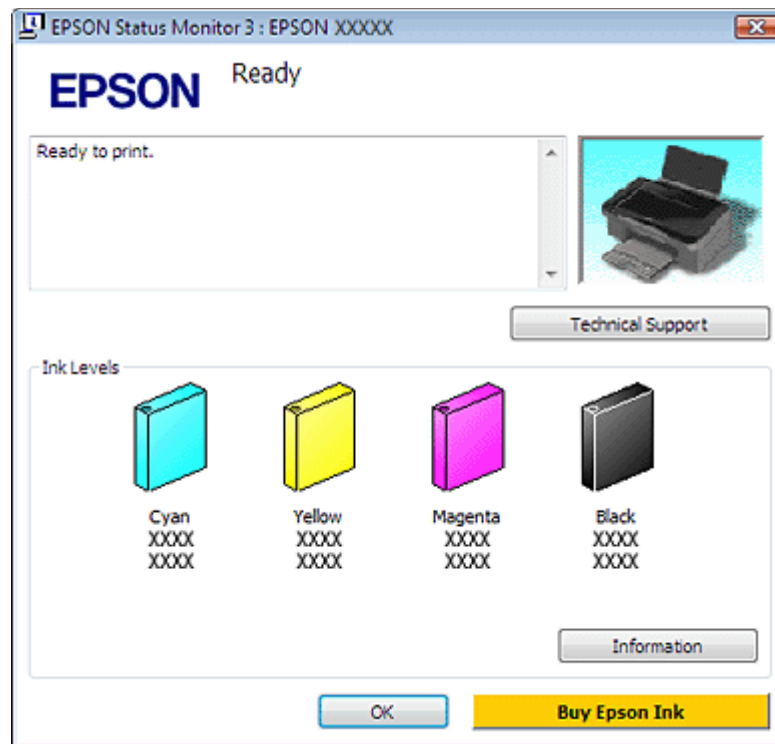 EPSON Status Monitor 3 : EPSON XXXXX
EPSON
Ready
Ready to print.
Technical Support
Ink Levels
Cyan Yellow Magenta Black
XXXX XXXX XXXX XXXX
XXXX XXXX XXXX XXXX
Information
OK Buy Epson Ink